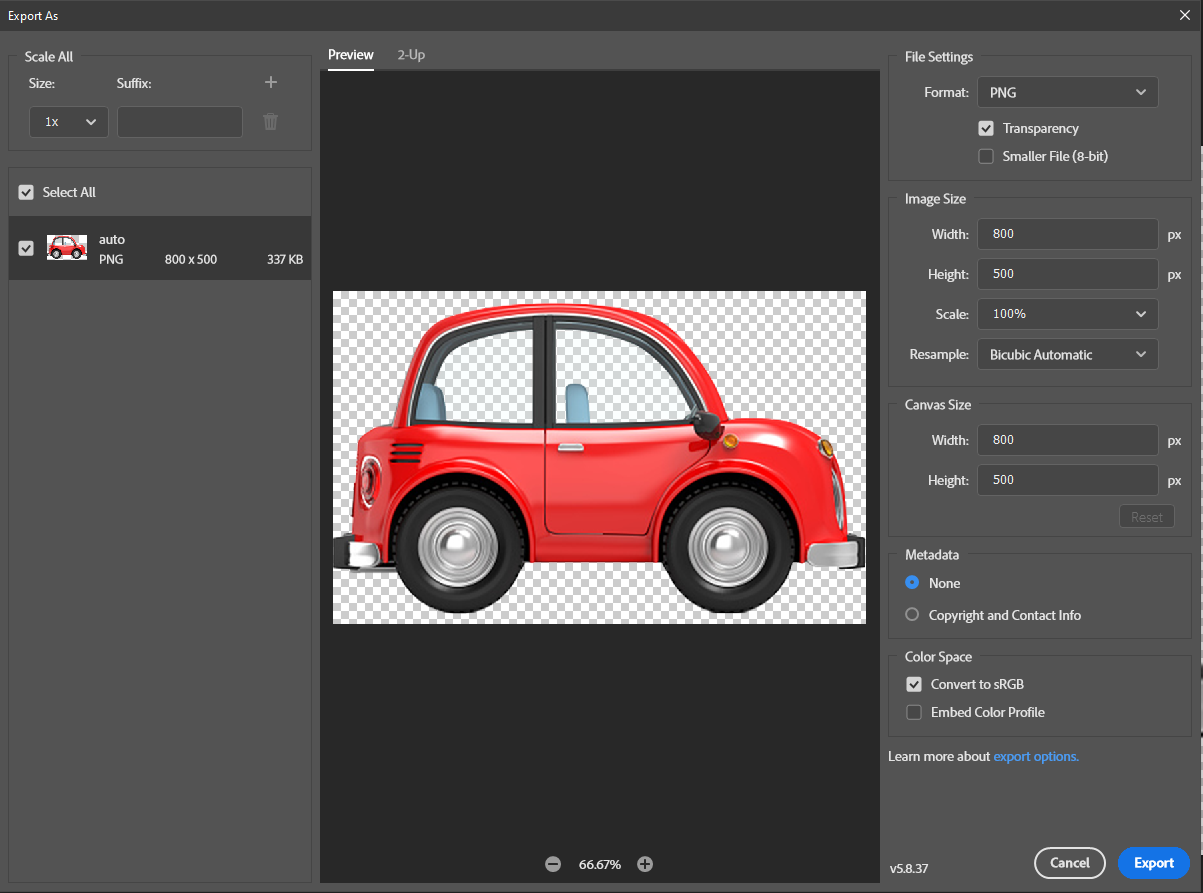 Export As
Scale All
Size:
Suffix:
1x
Select All
auto
PNG 800 x 500 337 KB
Preview 2-Up
66.67%
File Settings
Format: PNG
Transparency
Smaller File (8-bit)
Image Size
Width: 800 px
Height: 500 px
Scale: 100%
Resample: Bicubic Automatic
Canvas Size
Width: 800 px
Height: 500 px
Reset
Metadata
None
Copyright and Contact Info
Color Space
Convert to sRGB
Embed Color Profile
Learn more about export options.
v5.8.37
Cancel
Export